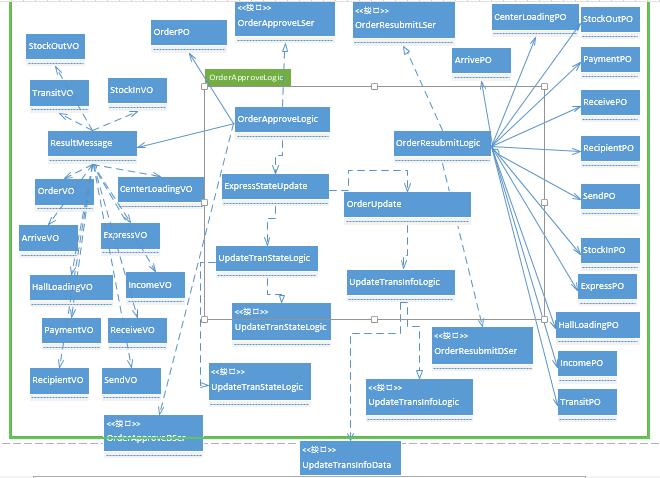 <<接口>>
OrderApproveLSer
<<接口>>
OrderResubmitLSer
CenterLoadingPO
StockOutPO
OrderPO
StockOutVO
ArrivePO
PaymentPO
OrderApproveLogic
TransitVO
StockInVO
ReceivePO
OrderApproveLogic
ResultMessage
OrderResubmitLogic
RecipientPO
OrderVO
CenterLoadingVO
ExpressStateUpdate
OrderUpdate
SendPO
ArriveVO
ExpressVO
UpdateTranStateLogic
StockInPO
HallLoadingVO
IncomeVO
UpdateTransInfoLogic
ExpressPO
<<接口>>
UpdateTranStateLogic
PaymentVO
ReceiveVO
HallLoadingPO
<<接口>>
OrderResubmitDSer
IncomePO
RecipientVO
SendVO
<<接口>>
UpdateTranStateLogic
<<接口>>
UpdateTransInfoLogic
TransitPO
<<接口>>
OrderApproveDSer
<<接口>>
UpdateTransInfoData